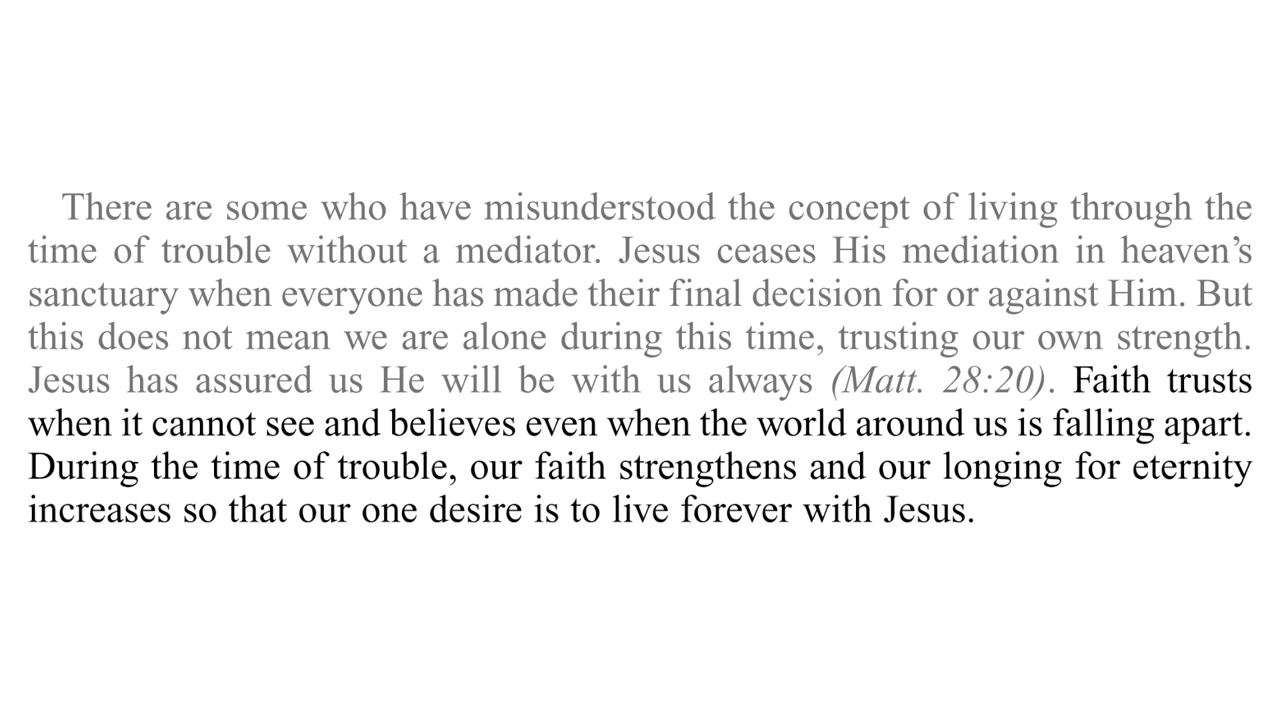 There are some who have misunderstood the concept of living through the
time of trouble without a mediator. Jesus ceases His mediation in heaven’s
sanctuary when everyone has made their final decision for or against Him. But
this does not mean we are alone during this time, trusting our own strength.
Jesus has assured us He will be with us always (Matt. 28:20). Faith trusts
when it cannot see and believes even when the world around us is falling apart.
During the time of trouble, our faith strengthens and our longing for eternity
increases so that our one desire is to live forever with Jesus.